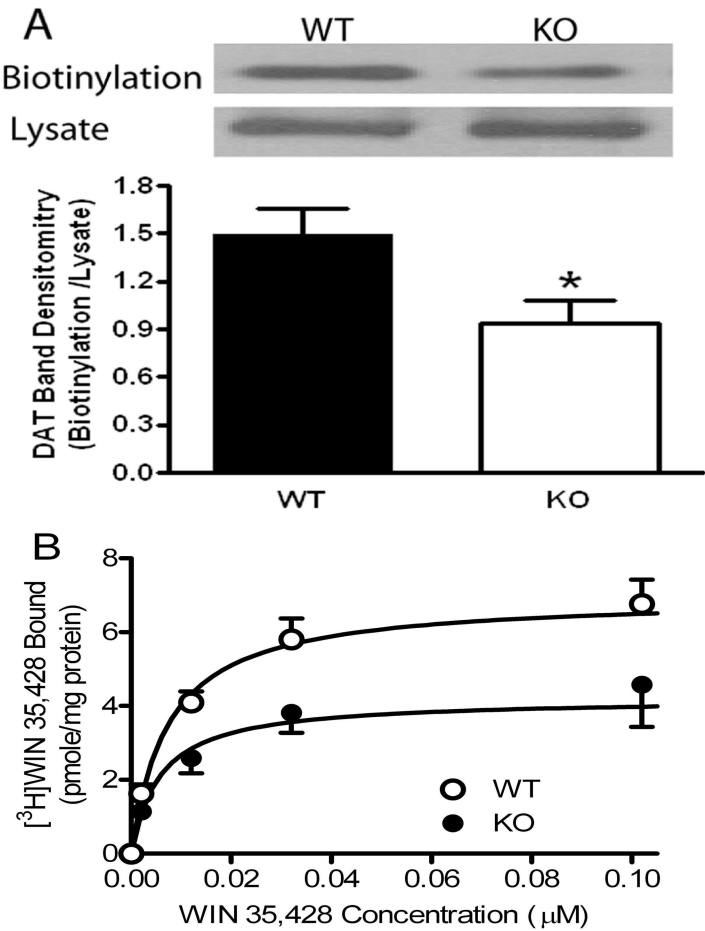 A
WT KO
Biotinylation
Lysate
DAT Band Densitomitry
(Biotinylation /Lysate)
1.8
1.5
1.2
0.9
0.6
0.3
0.0
*
WT KO
B
[³H]WIN 35,428 Bound
(pmole/mg protein)
8
6
4
2
0
WT
KO
0.00 0.02 0.04 0.06 0.08 0.10
WIN 35,428 Concentration ( μM)